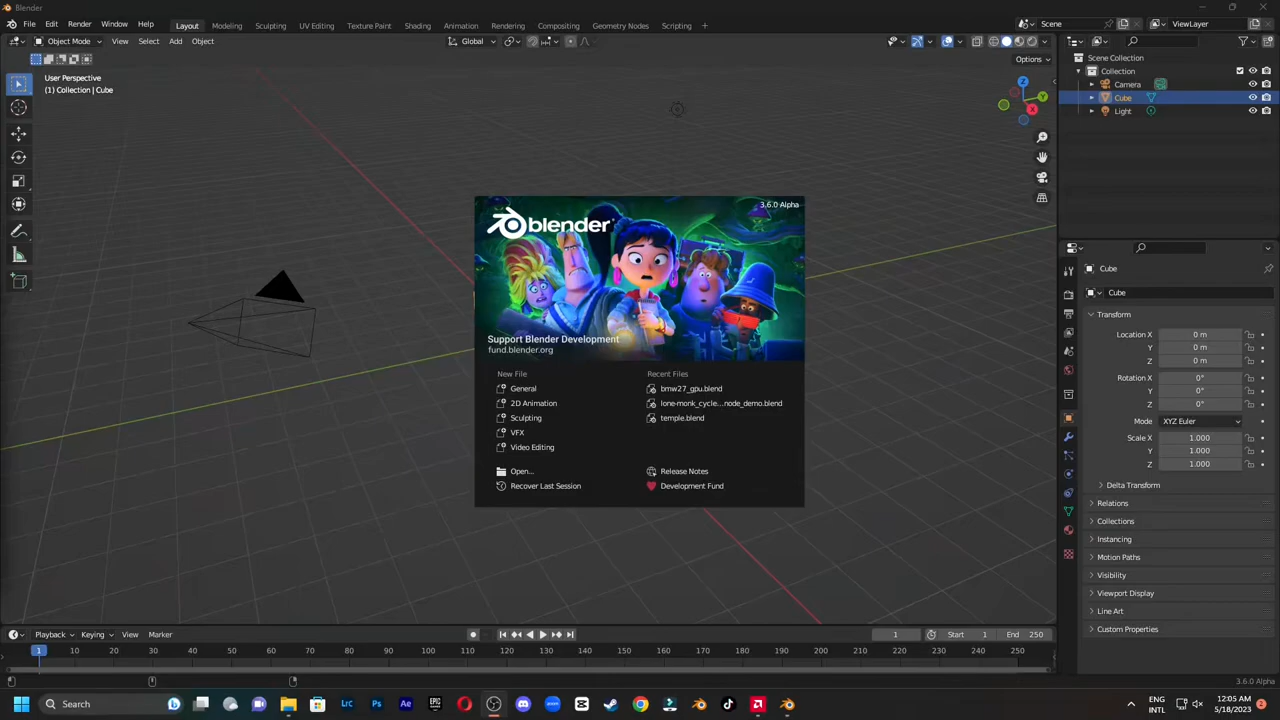 Blender
File Edit Render Window Help
Layout Modeling Sculpting UV Editing Texture Paint Shading Animation Rendering Compositing Geometry Nodes Scripting +
Scene
ViewLayer
Object Mode View Select Add Object
Global
Options
User Perspective
(1) Collection | Cube
Z
Y
X
Scene Collection
Collection
Camera
Cube
Light
3.6.0 Alpha
blender
Support Blender Development
fund.blender.org
New File
General
2D Animation
Sculpting
VFX
Video Editing
Open...
Recover Last Session
Recent Files
bmw27_gpu.blend
lone-monk_cycle...node_demo.blend
temple.blend
Release Notes
Development Fund
Cube
Cube
Transform
Location X 0 m
Y 0 m
Z 0 m
Rotation X 0°
Y 0°
Z 0°
Mode XYZ Euler
Scale X 1.000
Y 1.000
Z 1.000
Delta Transform
Relations
Collections
Instancing
Motion Paths
Visibility
Viewport Display
Line Art
Custom Properties
Playback Keying View Marker
1 Start 1 End 250
1 10 20 30 40 50 60 70 80 90 100 110 120 130 140 150 160 170 180 190 200 210 220 230 240 250
3.6.0 Alpha
Search
Lrc Ps Ae
EPIC
GAMES
zoom
ENG
INTL
12:05 AM
5/18/2023
1